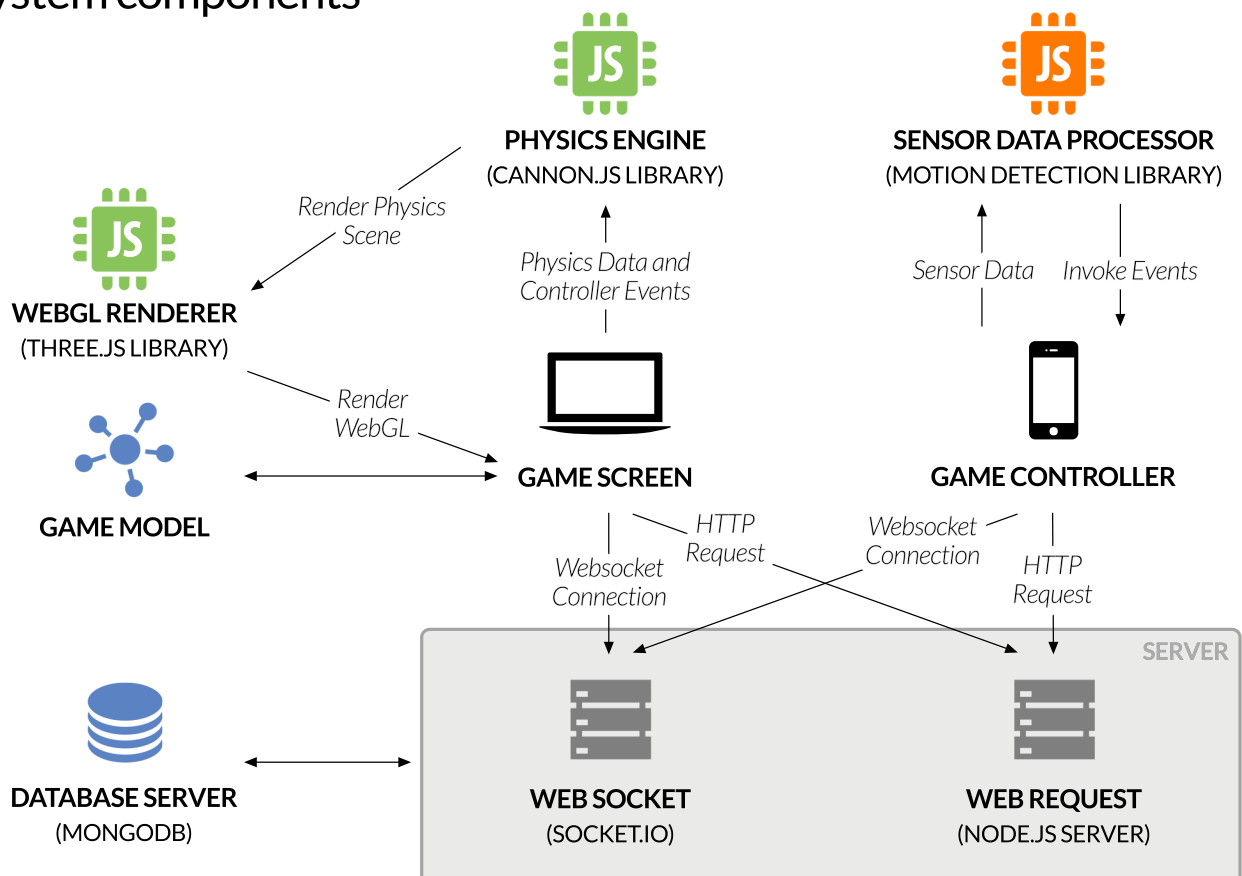 ystem components
JS
JS
PHYSICS ENGINE
(CANNON.JS LIBRARY)
SENSOR DATA PROCESSOR
(MOTION DETECTION LIBRARY)
Render Physics
Scene
JS
WEBGL RENDERER
(THREE.JS LIBRARY)
Physics Data and
Controller Events
Sensor Data
Invoke Events
Render
WebGL
GAME MODEL
GAME SCREEN
GAME CONTROLLER
Websocket
Connection
HTTP
Request
Websocket
Connection
HTTP
Request
SERVER
DATABASE SERVER
(MONGODB)
WEB SOCKET
(SOCKET.IO)
WEB REQUEST
(NODE.JS SERVER)